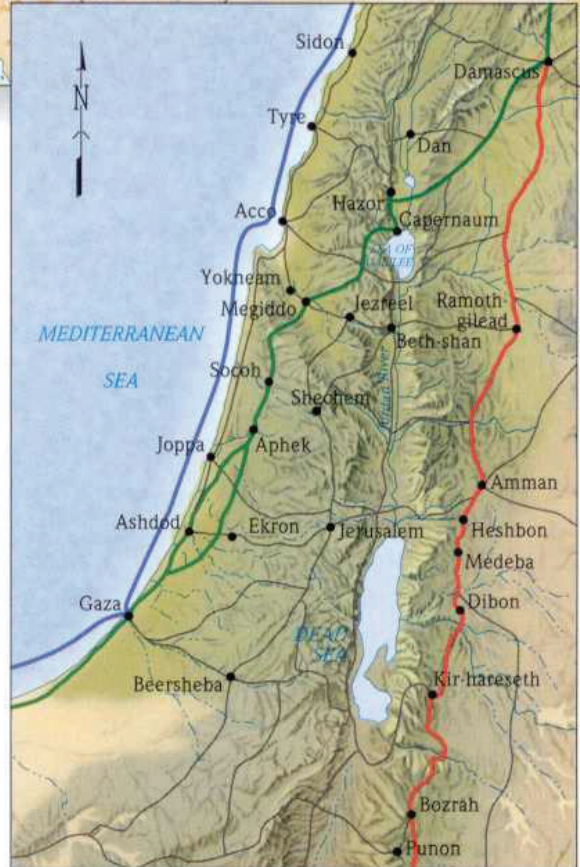 Sidon
Damascus
N
Tyre
Dan
Hazor
Acco
Capernaum
SEA OF
GALILEE
Yokneam
Megiddo
Jezreel
Ramoth-
gilead
Beth-shan
MEDITERRANEAN
SEA
Socoh
Shechem
Jordan River
Joppa
Aphek
Amman
Ashdod
Ekron
Jerusalem
Heshbon
Medeba
Gaza
Dibon
DEAD
SEA
Beersheba
Kir-hareseth
Bozrah
Punon